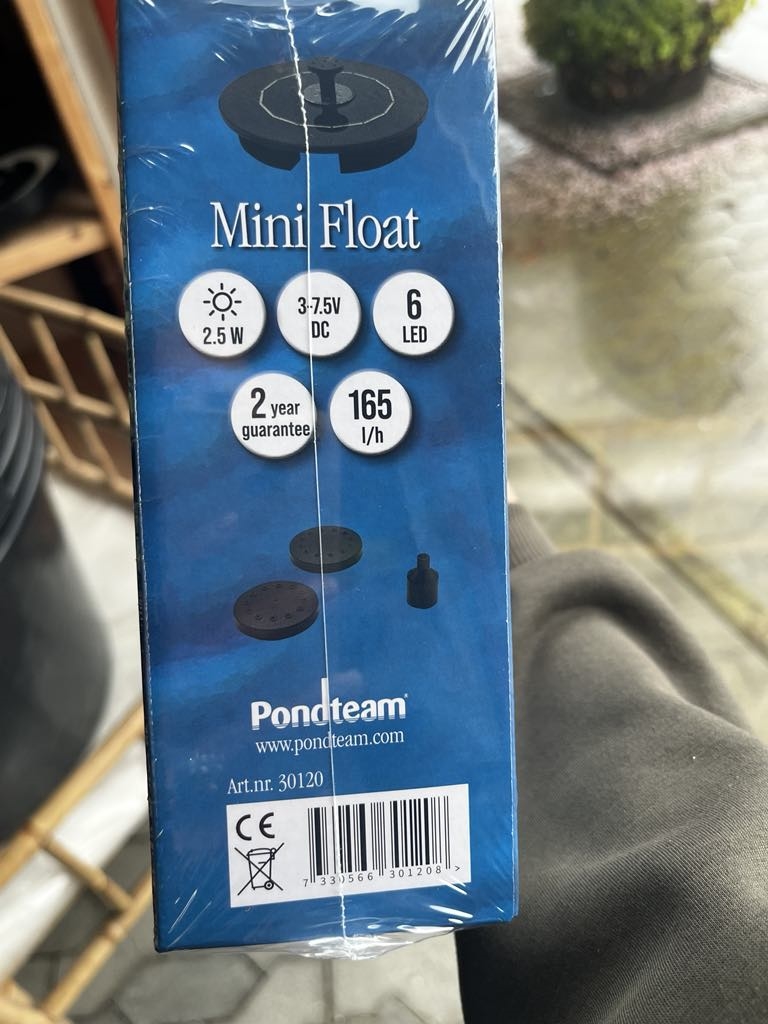 Mini Float
2.5 W
3-7.5V
DC
6
LED
2 year
guarantee
165
l/h
Pondteam®
www.pondteam.com
Art.nr. 30120
CE
7 330566 301208 >